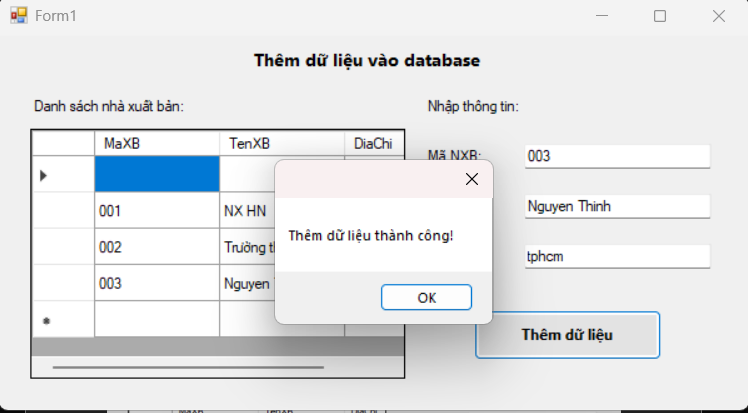 Form1
Thêm dữ liệu vào database
Danh sách nhà xuất bản:
Nhập thông tin:
MaXB TenXB DiaChi
001 NX HN
002 Trường
003 Nguyen
Mã NXB: 003
Nguyen Thinh
tphcm
Thêm dữ liệu thành công!
OK
Thêm dữ liệu